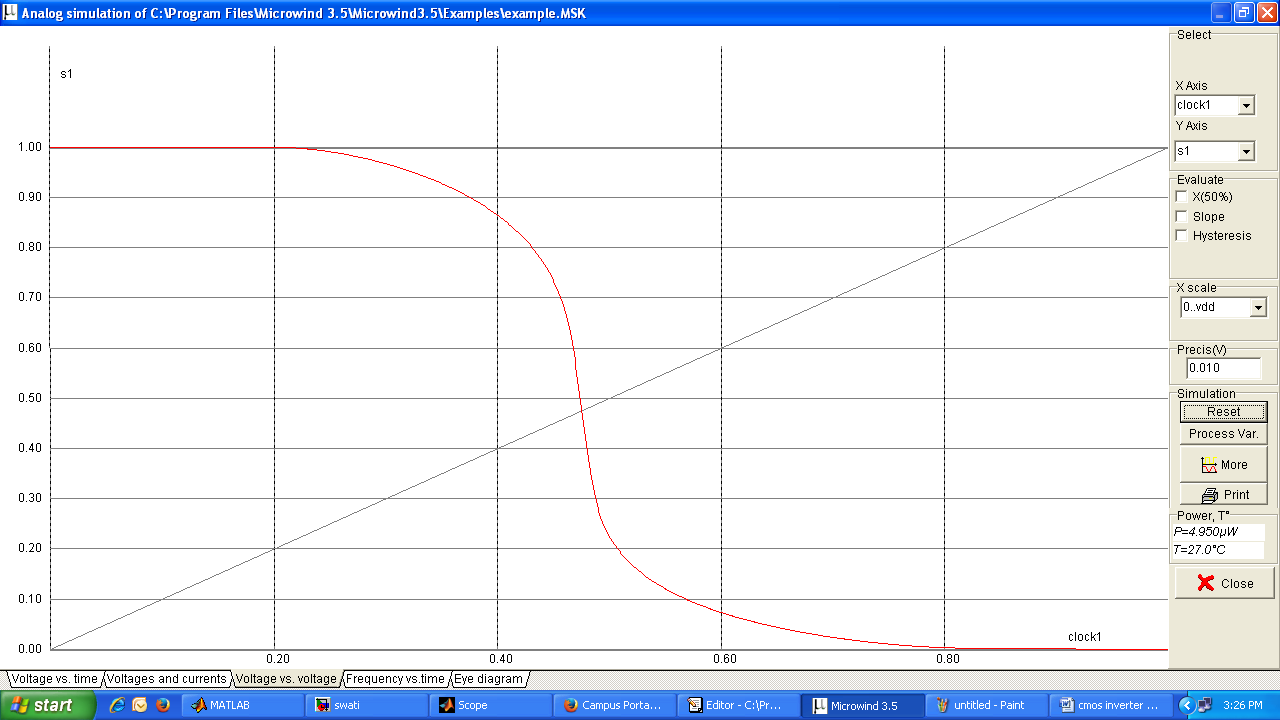 Analog simulation of C:\Program Files\Microwind 3.5\Microwind3.5\Examples\example.MSK
s1
1.00
0.90
0.80
0.70
0.60
0.50
0.40
0.30
0.20
0.10
0.00
0.20 0.40 0.60 0.80
clock1
Select
X Axis
clock1
Y Axis
s1
Evaluate
X(50%)
Slope
Hysteresis
X scale
0..vdd
Precis(V)
0.010
Simulation
Reset
Process Var.
More
Print
Power, T°
P=4.950µW
T=27.0°C
Close
Voltage vs. time Voltages and currents Voltage vs. voltage Frequency vs.time Eye diagram
start MATLAB swati Scope Campus Porta... Editor - C:\Pr... Microwind 3.5 untitled - Paint cmos inverter ... 3:26 PM